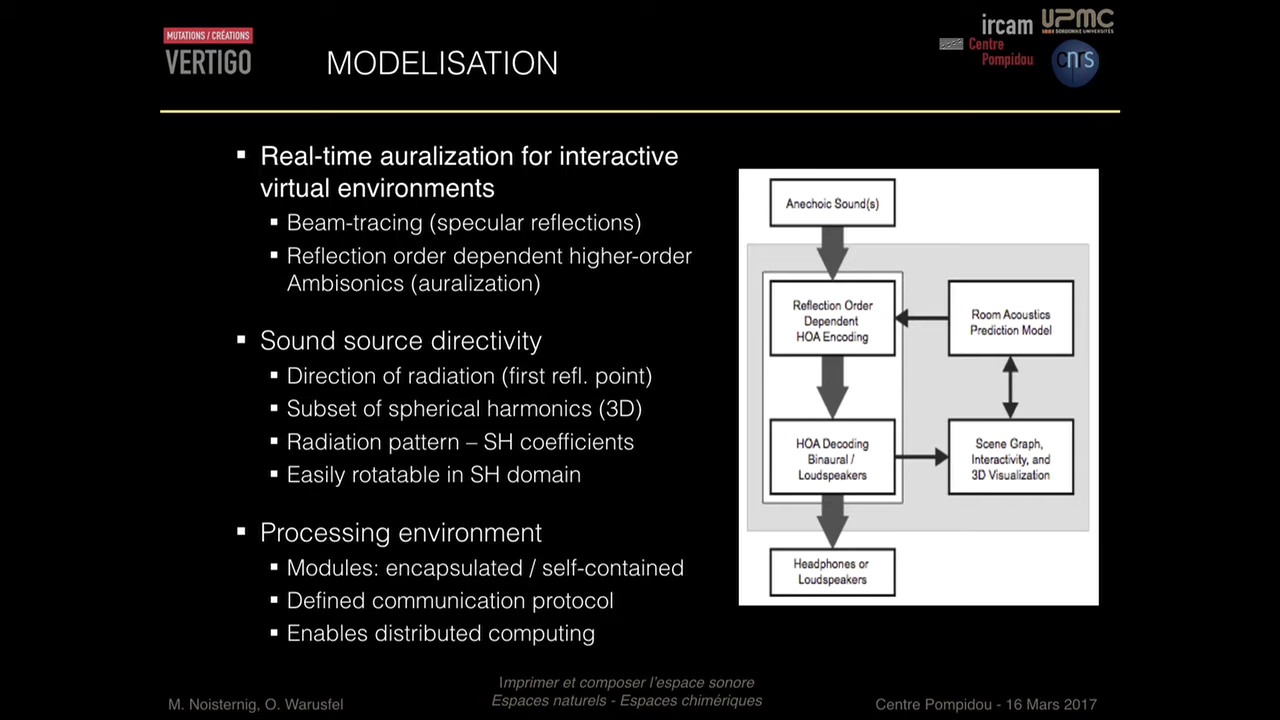 MUTATIONS / CRÉATIONS
VERTIGO
MODELISATION
ircam
Centre
Pompidou
UPMC
SORBONNE UNIVERSITÉS
cnrs
▪ Real-time auralization for interactive
virtual environments
▪ Beam-tracing (specular reflections)
▪ Reflection order dependent higher-order
Ambisonics (auralization)
▪ Sound source directivity
▪ Direction of radiation (first refl. point)
▪ Subset of spherical harmonics (3D)
▪ Radiation pattern – SH coefficients
▪ Easily rotatable in SH domain
▪ Processing environment
▪ Modules: encapsulated / self-contained
▪ Defined communication protocol
▪ Enables distributed computing
Anechoic Sound(s)
Reflection Order
Dependent
HOA Encoding
Room Acoustics
Prediction Model
HOA Decoding
Binaural /
Loudspeakers
Scene Graph,
Interactivity, and
3D Visualization
Headphones or
Loudspeakers
M. Noisternig, O. Warusfel
Imprimer et composer l'espace sonore
Espaces naturels - Espaces chimériques
Centre Pompidou - 16 Mars 2017